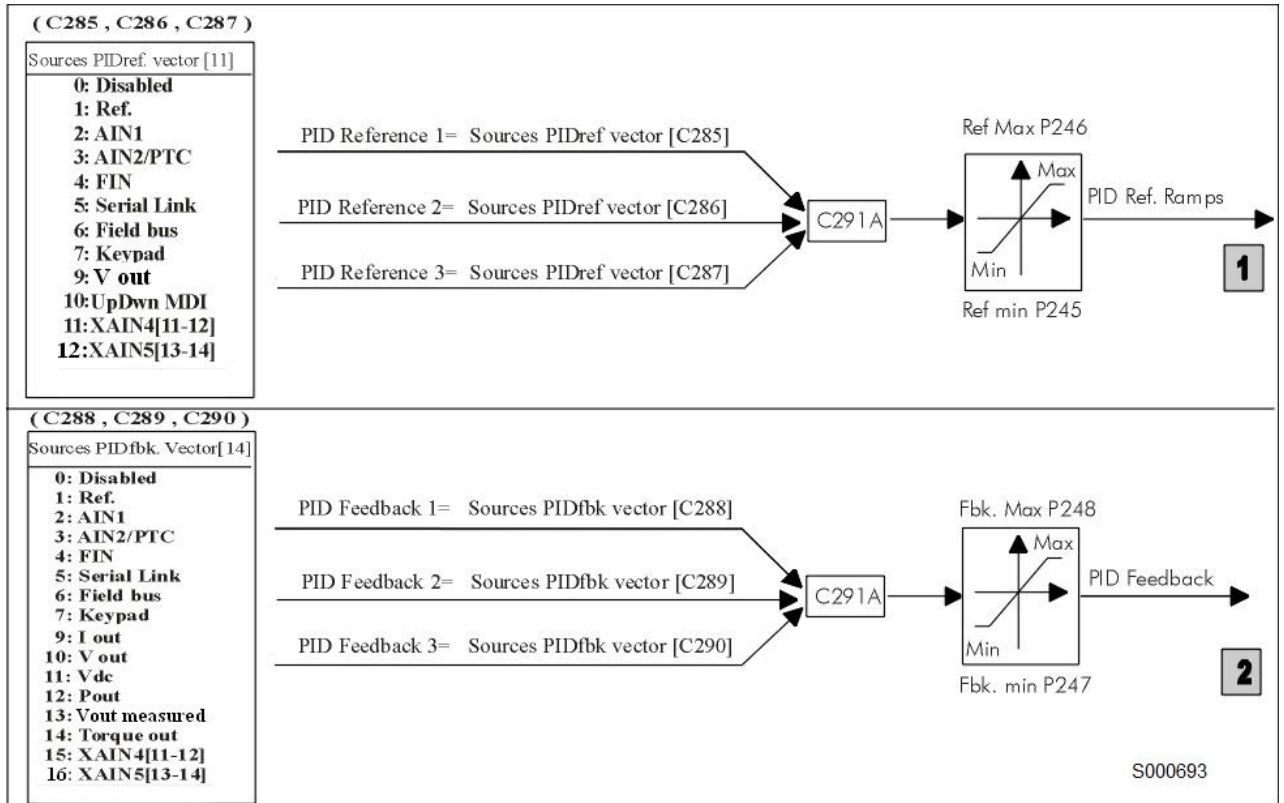 ( C285 , C286 , C287 )
Sources PIDref. vector [11]
0: Disabled
1: Ref.
2: AIN1
3: AIN2/PTC
4: FIN
5: Serial Link
6: Field bus
7: Keypad
9: V out
10:UpDwn MDI
11:XAIN4[11-12]
12:XAIN5[13-14]
PID Reference 1= Sources PIDref vector [C285]
PID Reference 2= Sources PIDref vector [C286]
PID Reference 3= Sources PIDref vector [C287]
C291A
Ref Max P246
Max
Min
Ref min P245
PID Ref. Ramps
1
( C288 , C289 , C290 )
Sources PIDfbk. Vector[14]
0: Disabled
1: Ref.
2: AIN1
3: AIN2/PTC
4: FIN
5: Serial Link
6: Field bus
7: Keypad
9: I out
10: V out
11: Vdc
12: Pout
13: Vout measured
14: Torque out
15: XAIN4[11-12]
16: XAIN5[13-14]
PID Feedback 1= Sources PIDfbk vector [C288]
PID Feedback 2= Sources PIDfbk vector [C289]
PID Feedback 3= Sources PIDfbk vector [C290]
C291A
Fbk. Max P248
Max
Min
Fbk. min P247
PID Feedback
2
S000693